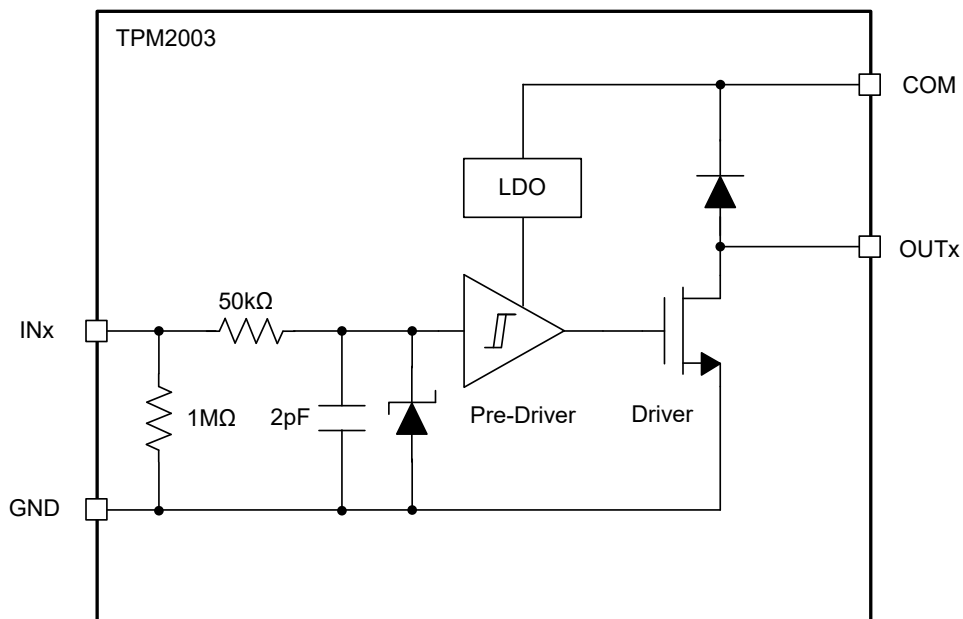 TPM2003
COM
LDO
OUTx
50kΩ
INx
1MΩ
2pF
Pre-Driver
Driver
GND